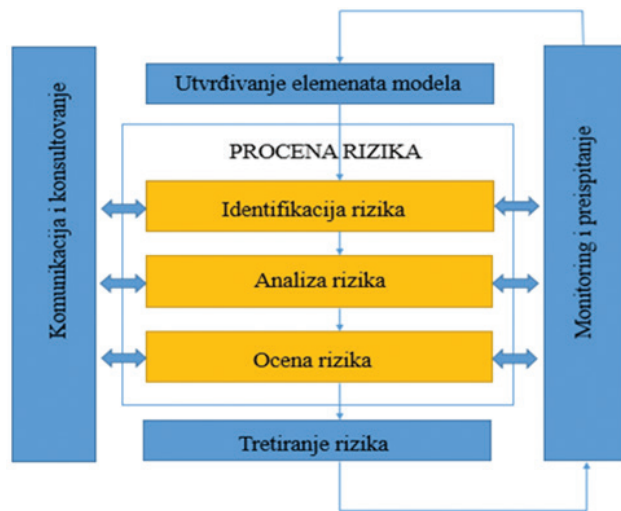 Komunikacija i konsultovanje
Utvrđivanje elemenata modela
PROCENA RIZIKA
Identifikacija rizika
Analiza rizika
Ocena rizika
Tretiranje rizika
Monitoring i preispitanje